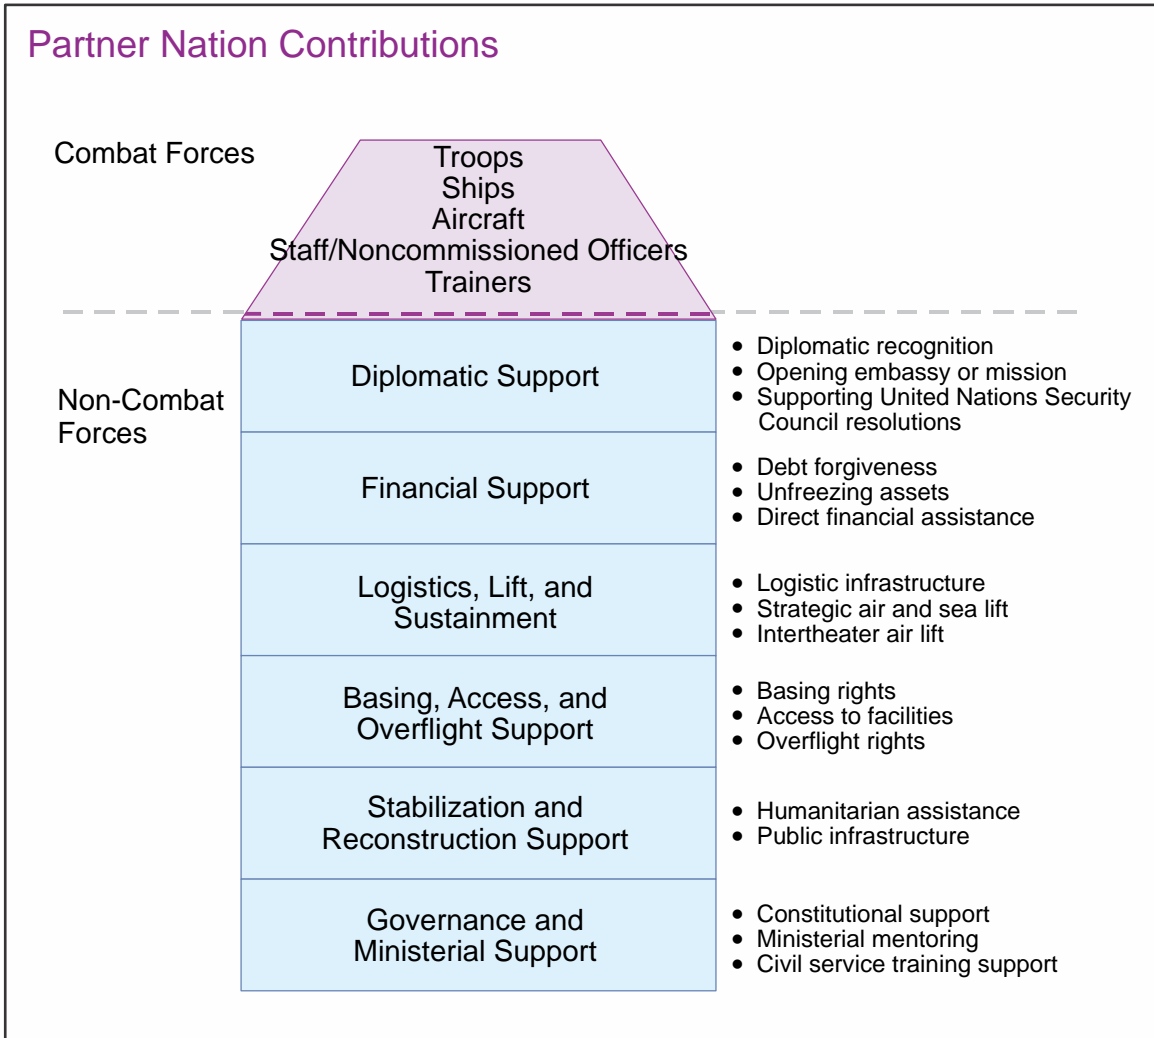 Partner Nation Contributions
Combat Forces
Troops
Ships
Aircraft
Staff/Noncommissioned Officers
Trainers
Non-Combat
Forces
Diplomatic Support
• Diplomatic recognition
• Opening embassy or mission
• Supporting United Nations Security
Council resolutions
Financial Support
• Debt forgiveness
• Unfreezing assets
• Direct financial assistance
Logistics, Lift, and
Sustainment
• Logistic infrastructure
• Strategic air and sea lift
• Intertheater air lift
Basing, Access, and
Overflight Support
• Basing rights
• Access to facilities
• Overflight rights
Stabilization and
Reconstruction Support
• Humanitarian assistance
• Public infrastructure
Governance and
Ministerial Support
• Constitutional support
• Ministerial mentoring
• Civil service training support